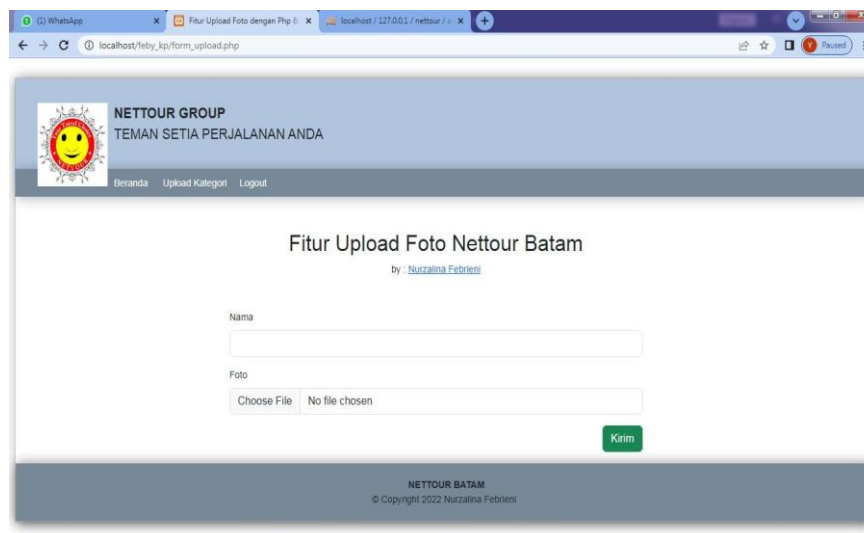 (1) WhatsApp
Fitur Upload Foto dengan Php &
localhost / 127.0.0.1 / nettour /
localhost/feby_kp/form_upload.php
Paused
NETTOUR GROUP
TEMAN SETIA PERJALANAN ANDA
NETTOUR
Beranda Upload Kategori Logout
Fitur Upload Foto Nettour Batam
by : Nurzalina Febrieni
Nama
Foto
Choose File No file chosen
Kirim
NETTOUR BATAM
© Copyright 2022 Nurzalina Febrieni